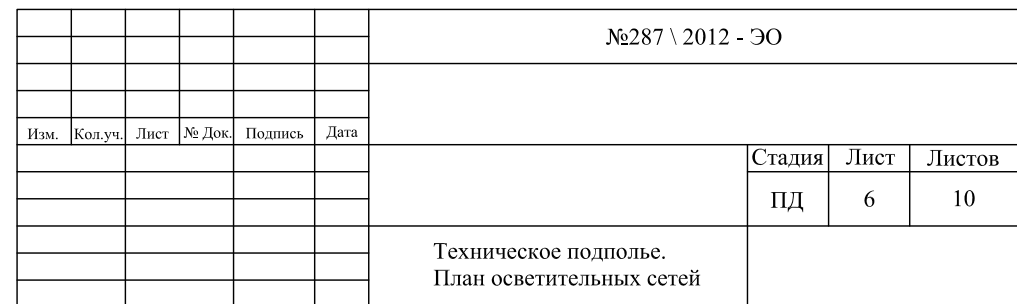 №287 \ 2012 - ЭО
Изм. Кол.уч. Лист № Док. Подпись Дата
Стадия Лист Листов
ПД 6 10
Техническое подполье.
План осветительных сетей